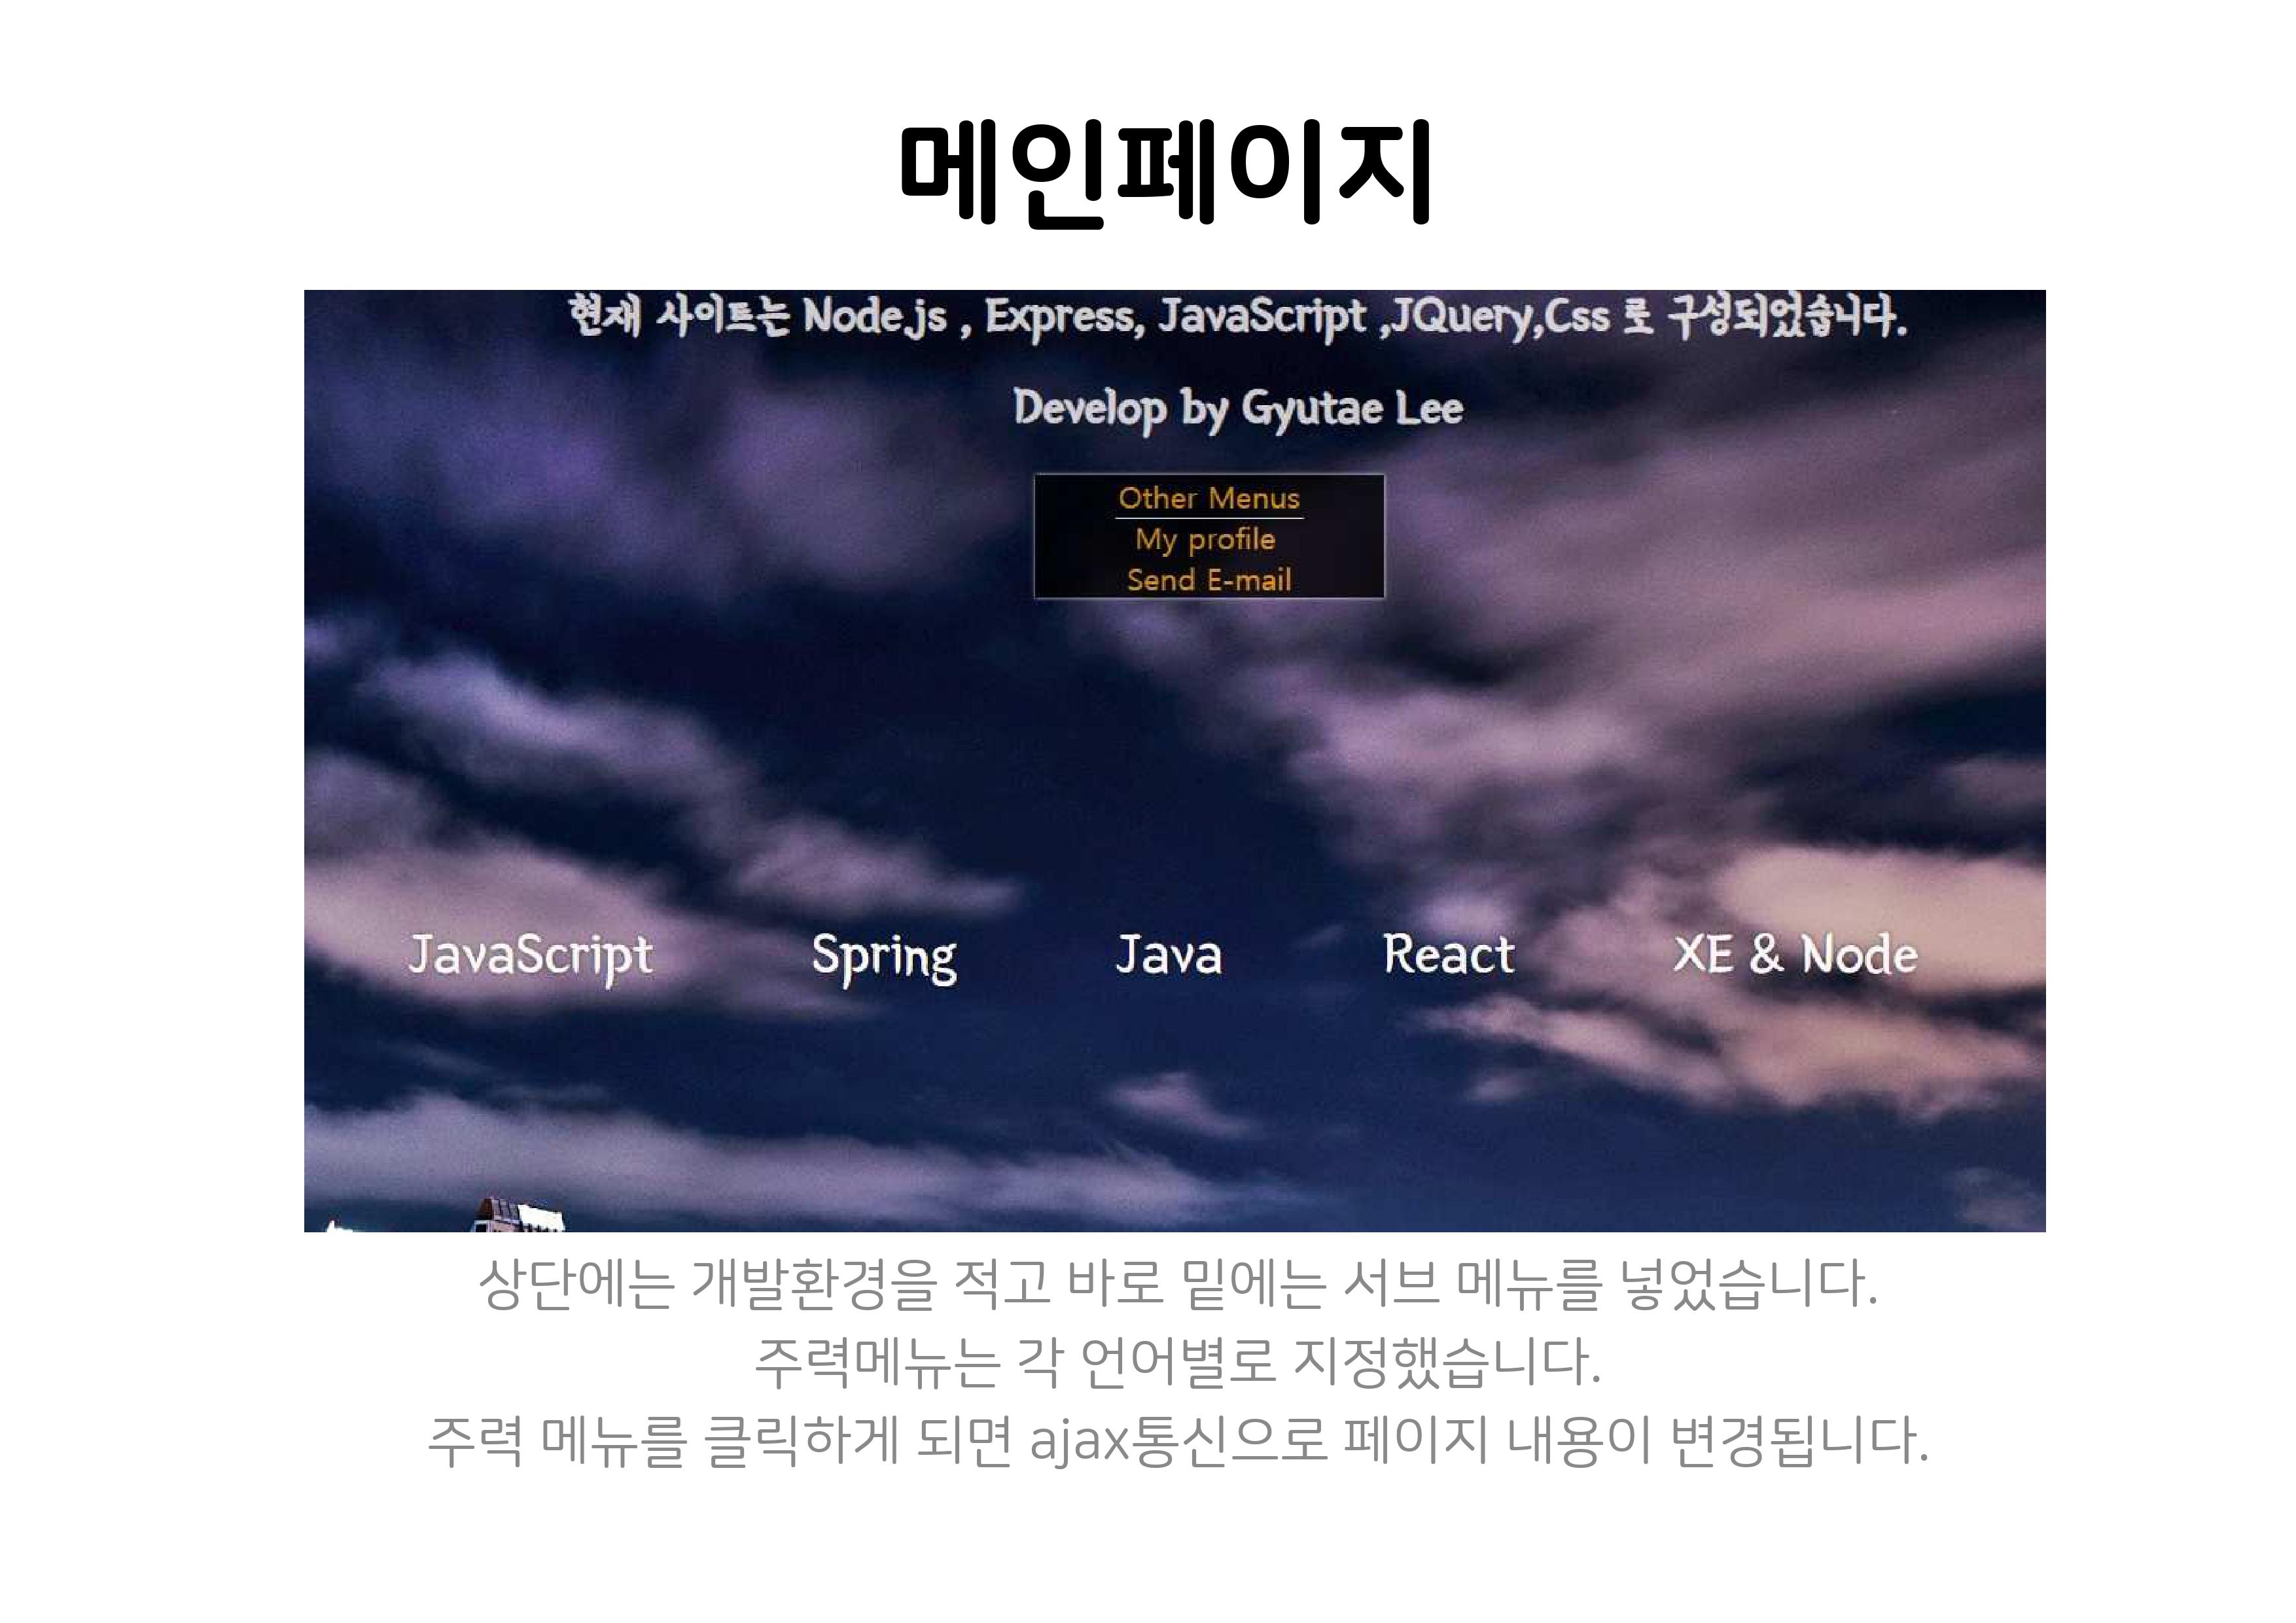 메인페이지
현재 사이트는 Node.js , Express, JavaScript ,JQuery,Css 로 구성되었습니다.
Develop by Gyutae Lee
Other Menus
My profile
Send E-mail
JavaScript Spring Java React XE & Node
상단에는 개발환경을 적고 바로 밑에는 서브 메뉴를 넣었습니다.
주력메뉴는 각 언어별로 지정했습니다.
주력 메뉴를 클릭하게 되면 ajax통신으로 페이지 내용이 변경됩니다.